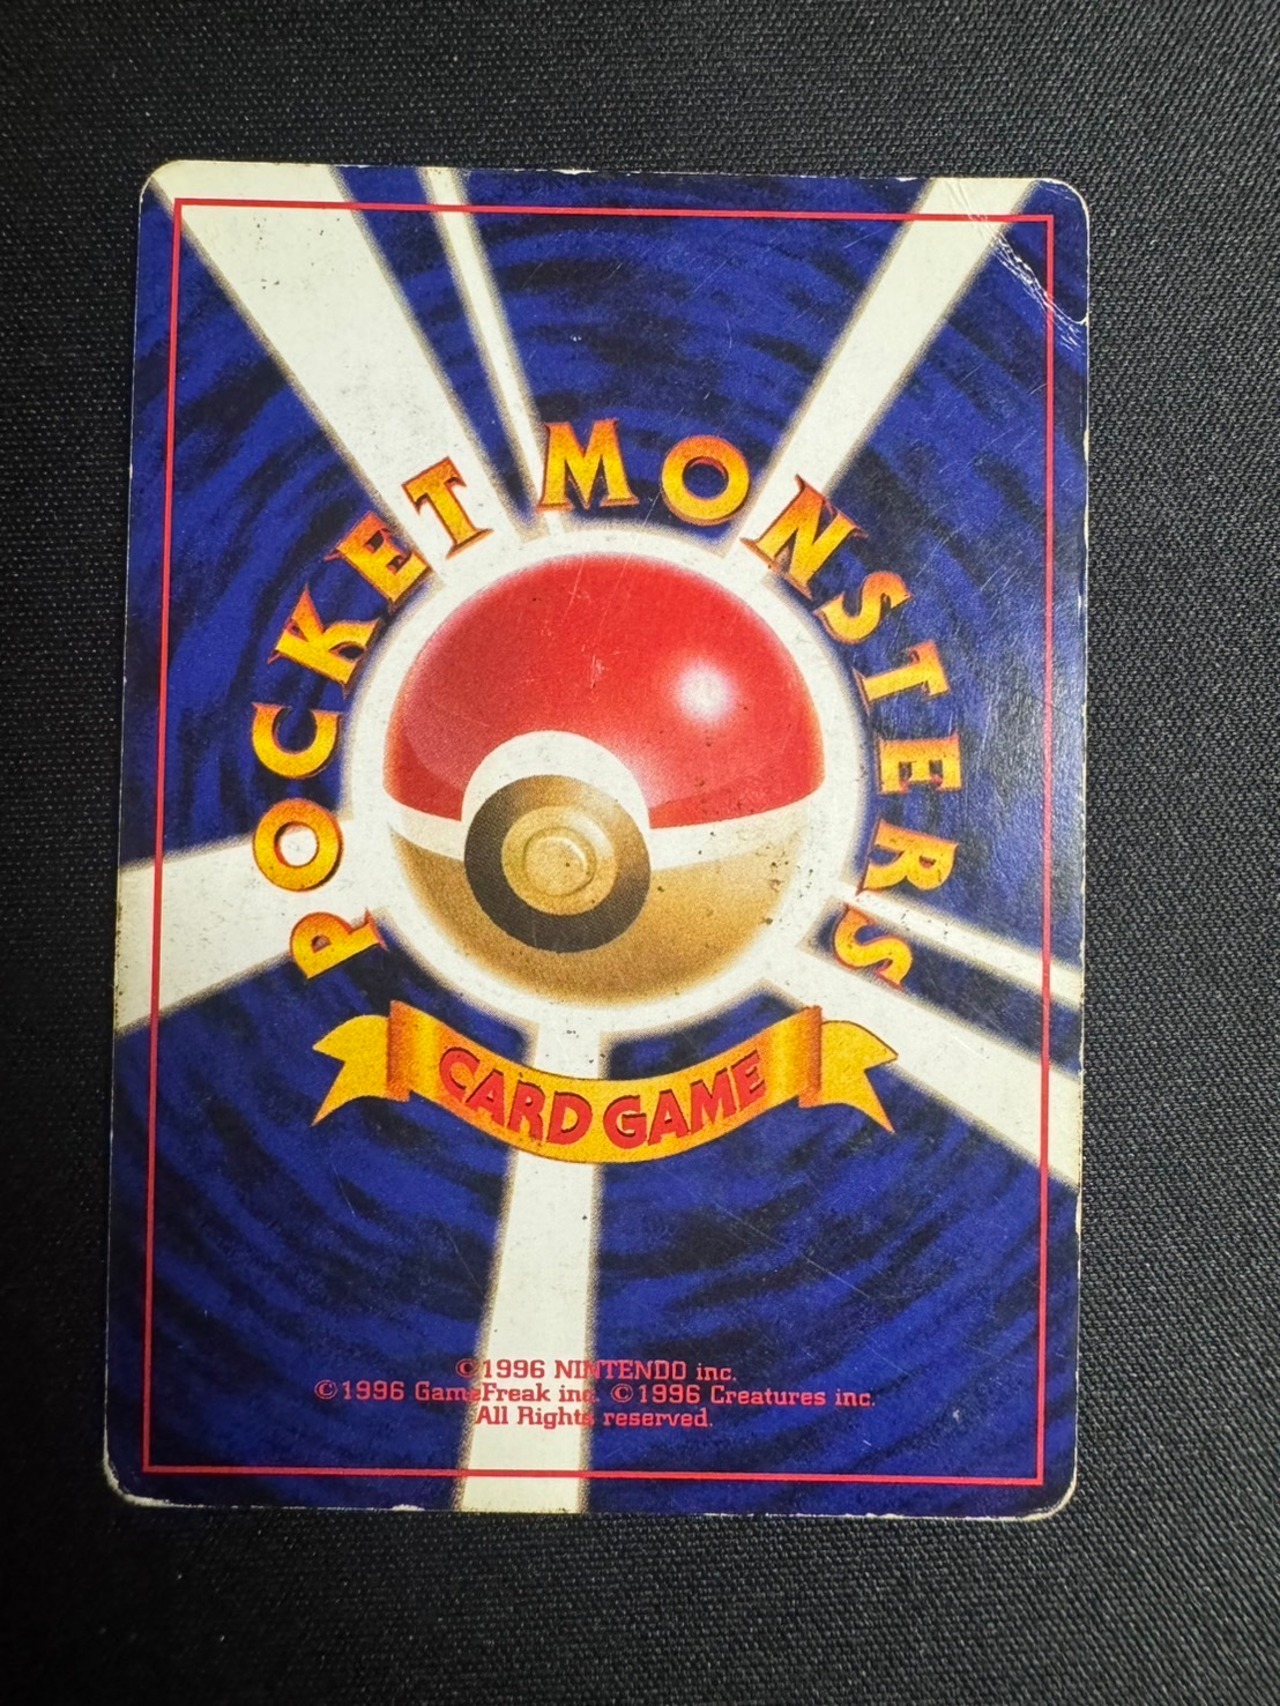 POCKET MONSTERS
CARD GAME
©1996 NINTENDO inc.
©1996 GameFreak inc. ©1996 Creatures inc.
All Rights reserved.